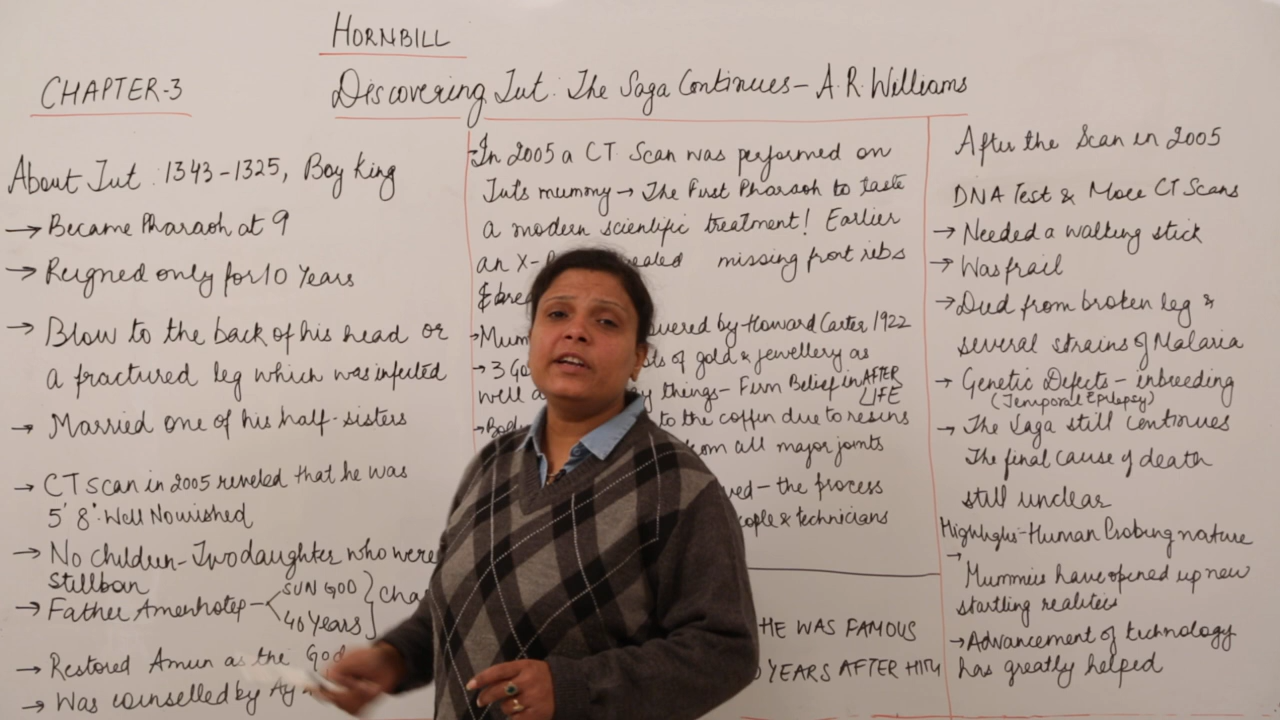 HORNBILL
CHAPTER-3
Discovering Tut: The Saga Continues – A.R. Williams
About Tut: 1343-1325, Boy King
→ Became Pharaoh at 9
→ Reigned only for 10 Years
→ Blow to the back of his head or
a fractured leg which was infected
→ Married one of his half-sisters
→ CT scan in 2005 reveled that he was
5' 8" Well Nourished
→ No children - Two daughter who were
stillborn
→ Father Amenhotep - SUN GOD
40 Years
→ Restored Amun as the God
→ Was counselled by Ay
- In 2005 a CT Scan was performed on
Tut's mummy → The First Pharaoh to taste
a modern scientific treatment! Earlier
an X- missing front ribs
&
→ by Howard Carter 1922
→ 3 of gold & jewellery as
well things - Firm Belief in AFTER
LIFE
→ to the coffin due to resins
all major joints
- the process
& technicians
HE WAS FAMOUS
YEARS AFTER HIM
After the Scan in 2005
DNA Test & More CT Scans
→ Needed a walking stick
→ Was frail
→ Died from broken leg &
several strains of Malaria
→ Genetic Defects - inbreeding
(Temporal Epilepsy)
→ The Saga still continues
The final cause of death
still unclear
Highlights - Human Probing nature
→ Mummies have opened up new
startling realities
→ Advancement of technology
has greatly helped